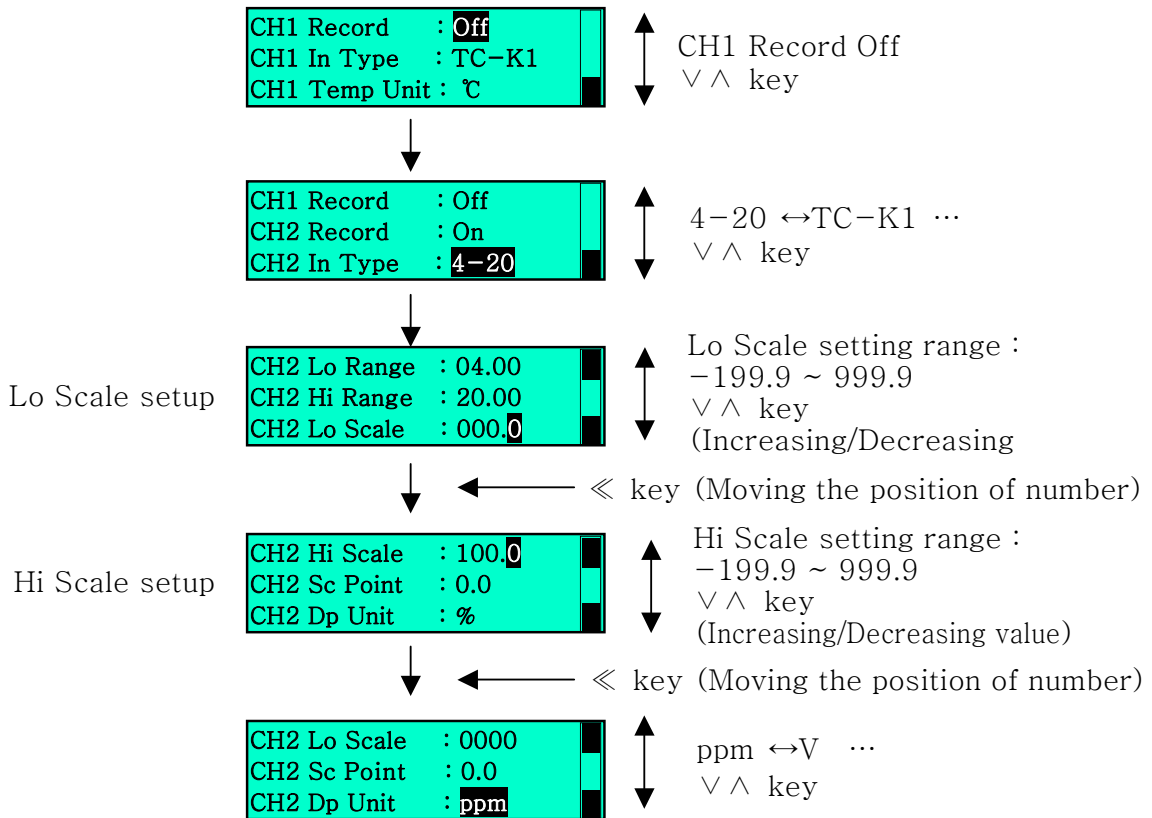 CH1 Record : Off
CH1 In Type : TC-K1
CH1 Temp Unit : ℃
CH1 Record Off
∨∧ key
CH1 Record : Off
CH2 Record : On
CH2 In Type : 4-20
4-20 ↔TC-K1 …
∨∧ key
Lo Scale setup
CH2 Lo Range : 04.00
CH2 Hi Range : 20.00
CH2 Lo Scale : 000.0
Lo Scale setting range :
-199.9 ~ 999.9
∨∧ key
(Increasing/Decreasing
≪ key (Moving the position of number)
Hi Scale setup
CH2 Hi Scale : 100.0
CH2 Sc Point : 0.0
CH2 Dp Unit : %
Hi Scale setting range :
-199.9 ~ 999.9
∨∧ key
(Increasing/Decreasing value)
≪ key (Moving the position of number)
CH2 Lo Scale : 0000
CH2 Sc Point : 0.0
CH2 Dp Unit : ppm
ppm ↔V …
∨∧ key